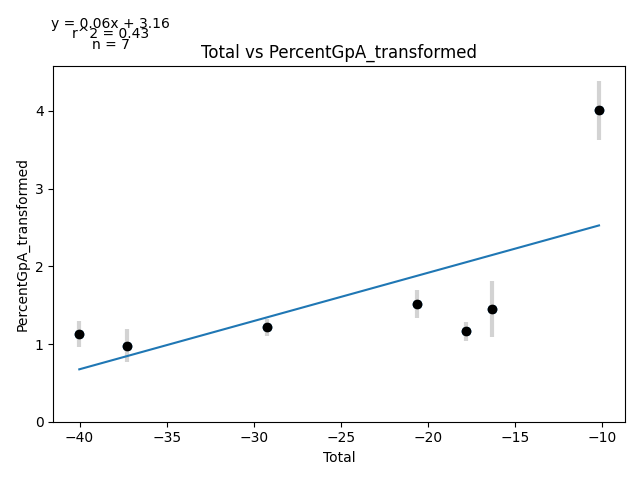 y = 0.06x + 3.16
r^2 = 0.43
n = 7
Total vs PercentGpA_transformed
PercentGpA_transformed
4
3
2
1
0
−40
−35
−30
−25
−20
−15
−10
Total